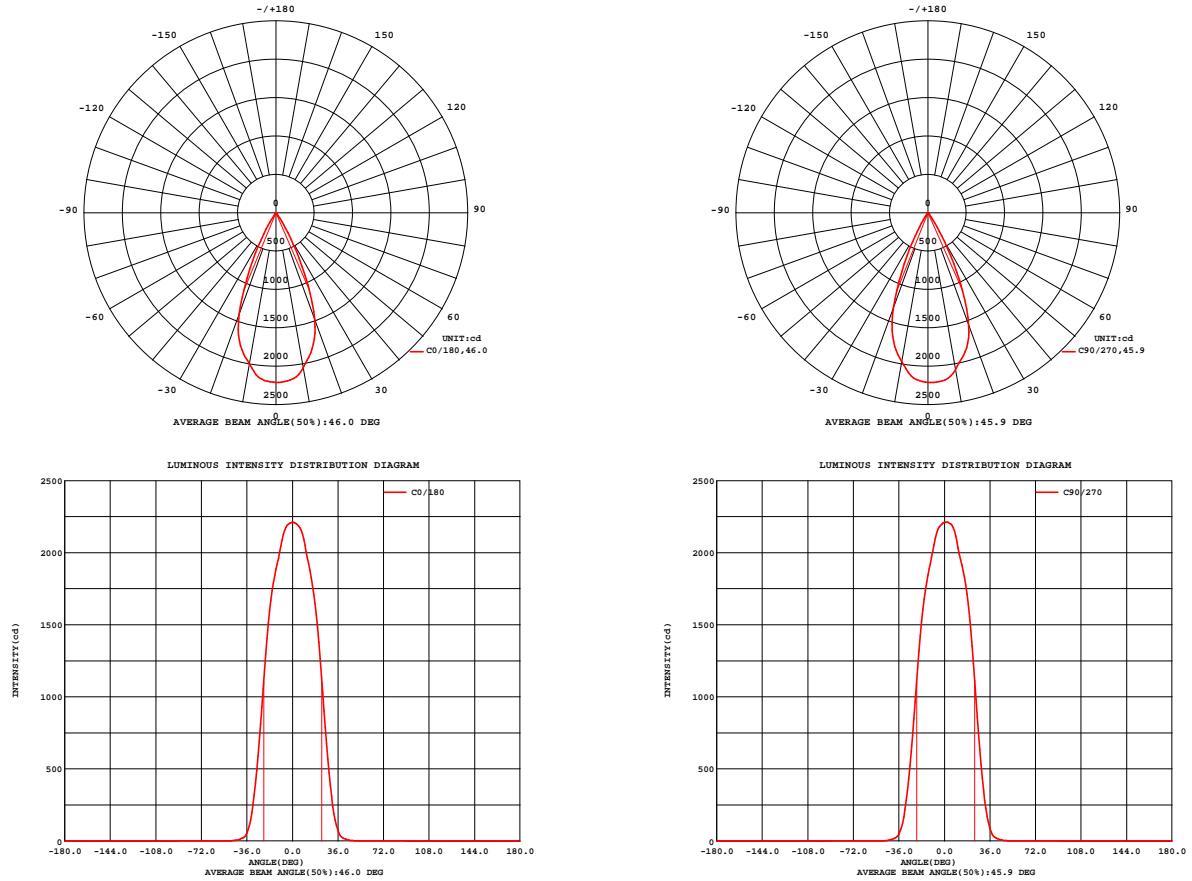 -/+180
-150
150
-120
120
-90
90
-60
60
-30
30
0
0
500
1000
1500
2000
2500
UNIT:cd
C0/180,46.0
AVERAGE BEAM ANGLE(50%):46.0 DEG
-/+180
-150
150
-120
120
-90
90
-60
60
-30
30
0
0
500
1000
1500
2000
2500
UNIT:cd
C90/270,45.9
AVERAGE BEAM ANGLE(50%):45.9 DEG
LUMINOUS INTENSITY DISTRIBUTION DIAGRAM
C0/180
INTENSITY(cd)
2500
2000
1500
1000
500
0
-180.0 -144.0 -108.0 -72.0 -36.0 0.0 36.0 72.0 108.0 144.0 180.0
ANGLE(DEG)
AVERAGE BEAM ANGLE(50%):46.0 DEG
LUMINOUS INTENSITY DISTRIBUTION DIAGRAM
C90/270
INTENSITY(cd)
2500
2000
1500
1000
500
0
-180.0 -144.0 -108.0 -72.0 -36.0 0.0 36.0 72.0 108.0 144.0 180.0
ANGLE(DEG)
AVERAGE BEAM ANGLE(50%):45.9 DEG